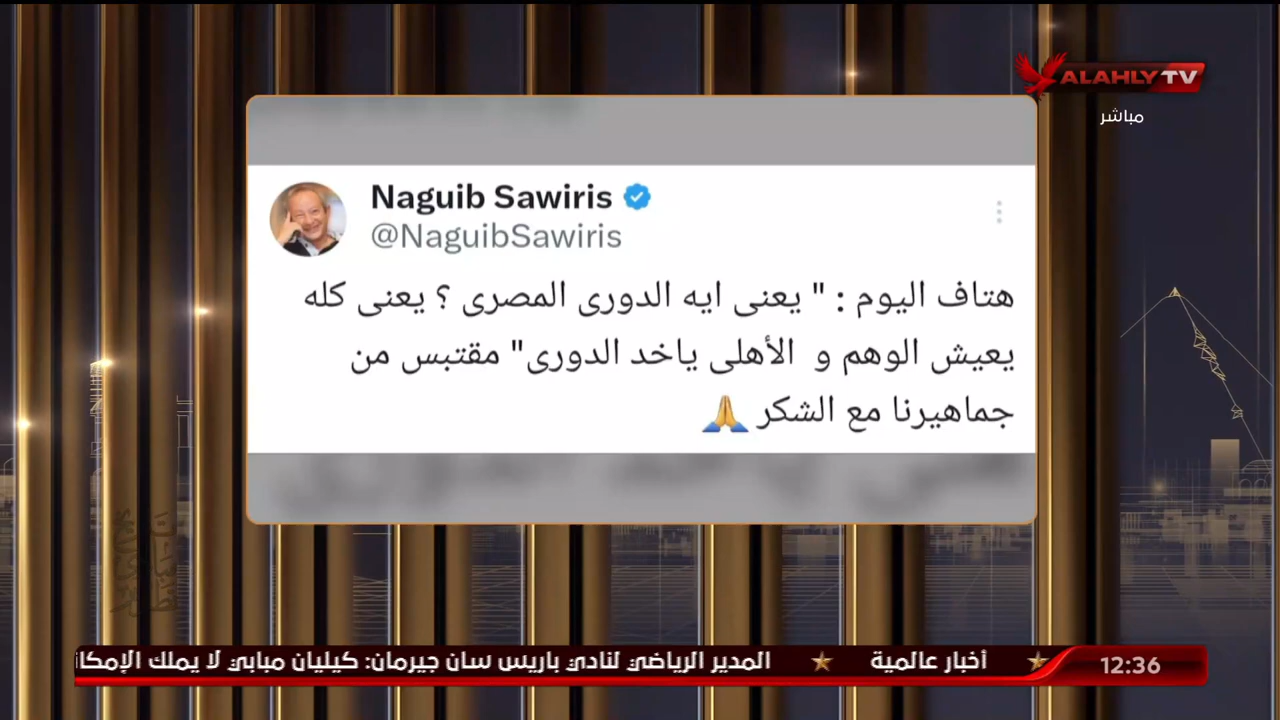 ALAHLY TV
مباشر
Naguib Sawiris
@NaguibSawiris
هتاف اليوم : " يعنى ايه الدورى المصرى ؟ يعنى كله
يعيش الوهم و الأهلى ياخد الدورى" مقتبس من
جماهيرنا مع الشكر 🙏
أخبار عالمية ★ المدير الرياضي لنادي باريس سان جيرمان: كيليان مبابي لا يملك الإمكا
12:36